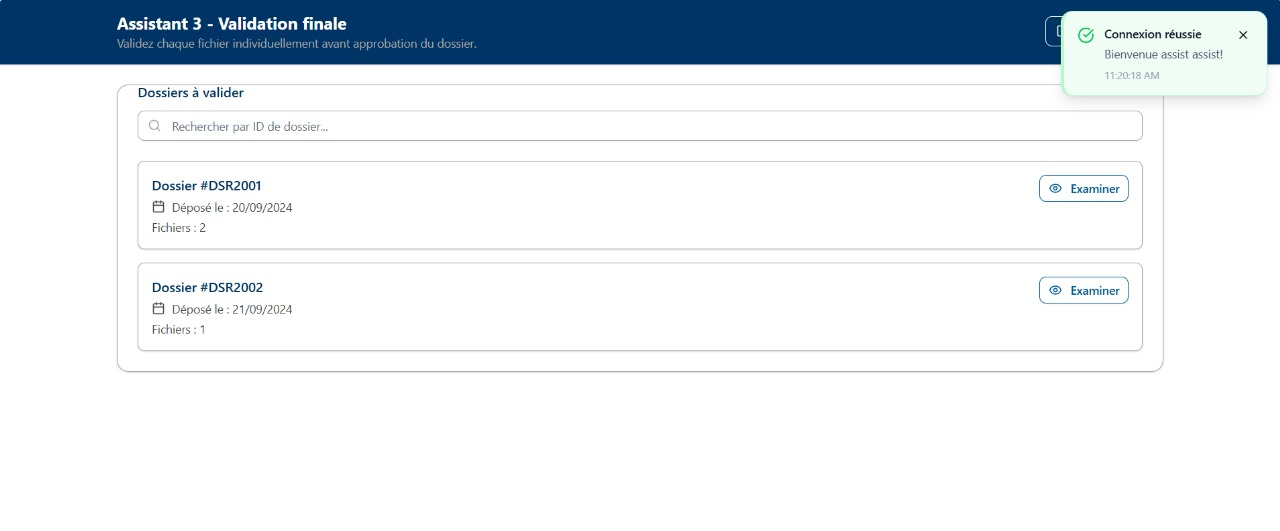 Assistant 3 - Validation finale
Validez chaque fichier individuellement avant approbation du dossier.
Connexion réussie
Bienvenue assist assist!
11:20:18 AM
Dossiers à valider
Rechercher par ID de dossier...
Dossier #DSR2001
Examiner
Déposé le : 20/09/2024
Fichiers : 2
Dossier #DSR2002
Examiner
Déposé le : 21/09/2024
Fichiers : 1